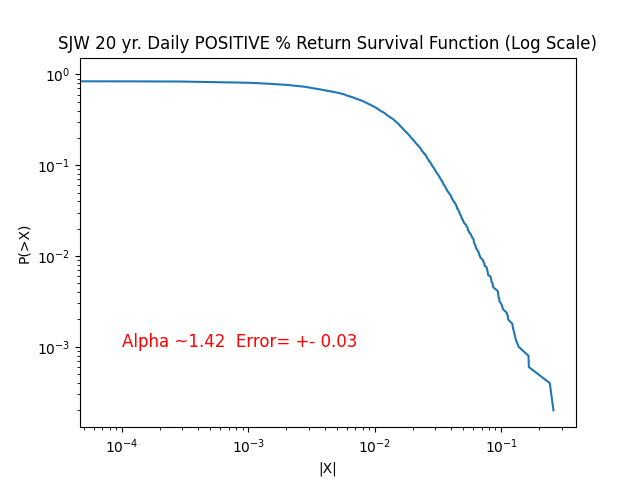 SJW 20 yr. Daily POSITIVE % Return Survival Function (Log Scale)
10⁰
10⁻¹
10⁻²
10⁻³
P(>X)
Alpha ~1.42  Error= +- 0.03
10⁻⁴ 10⁻³ 10⁻² 10⁻¹
|X|